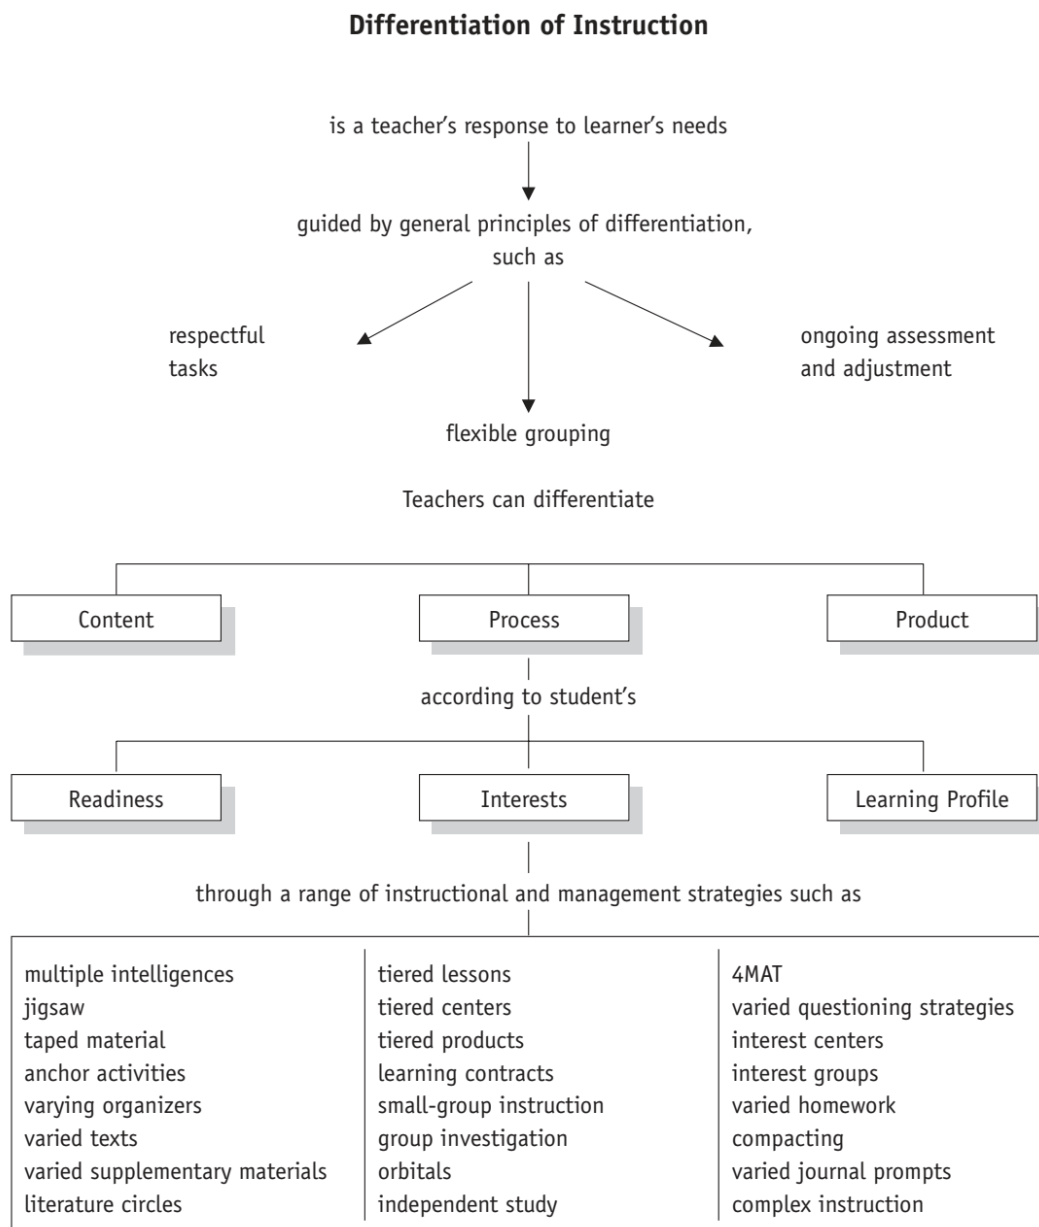 Differentiation of Instruction
is a teacher’s response to learner’s needs
guided by general principles of differentiation,
such as
respectful
tasks
ongoing assessment
and adjustment
flexible grouping
Teachers can differentiate
Content
Process
Product
according to student’s
Readiness
Interests
Learning Profile
through a range of instructional and management strategies such as
multiple intelligences
jigsaw
taped material
anchor activities
varying organizers
varied texts
varied supplementary materials
literature circles
tiered lessons
tiered centers
tiered products
learning contracts
small-group instruction
group investigation
orbitals
independent study
4MAT
varied questioning strategies
interest centers
interest groups
varied homework
compacting
varied journal prompts
complex instruction